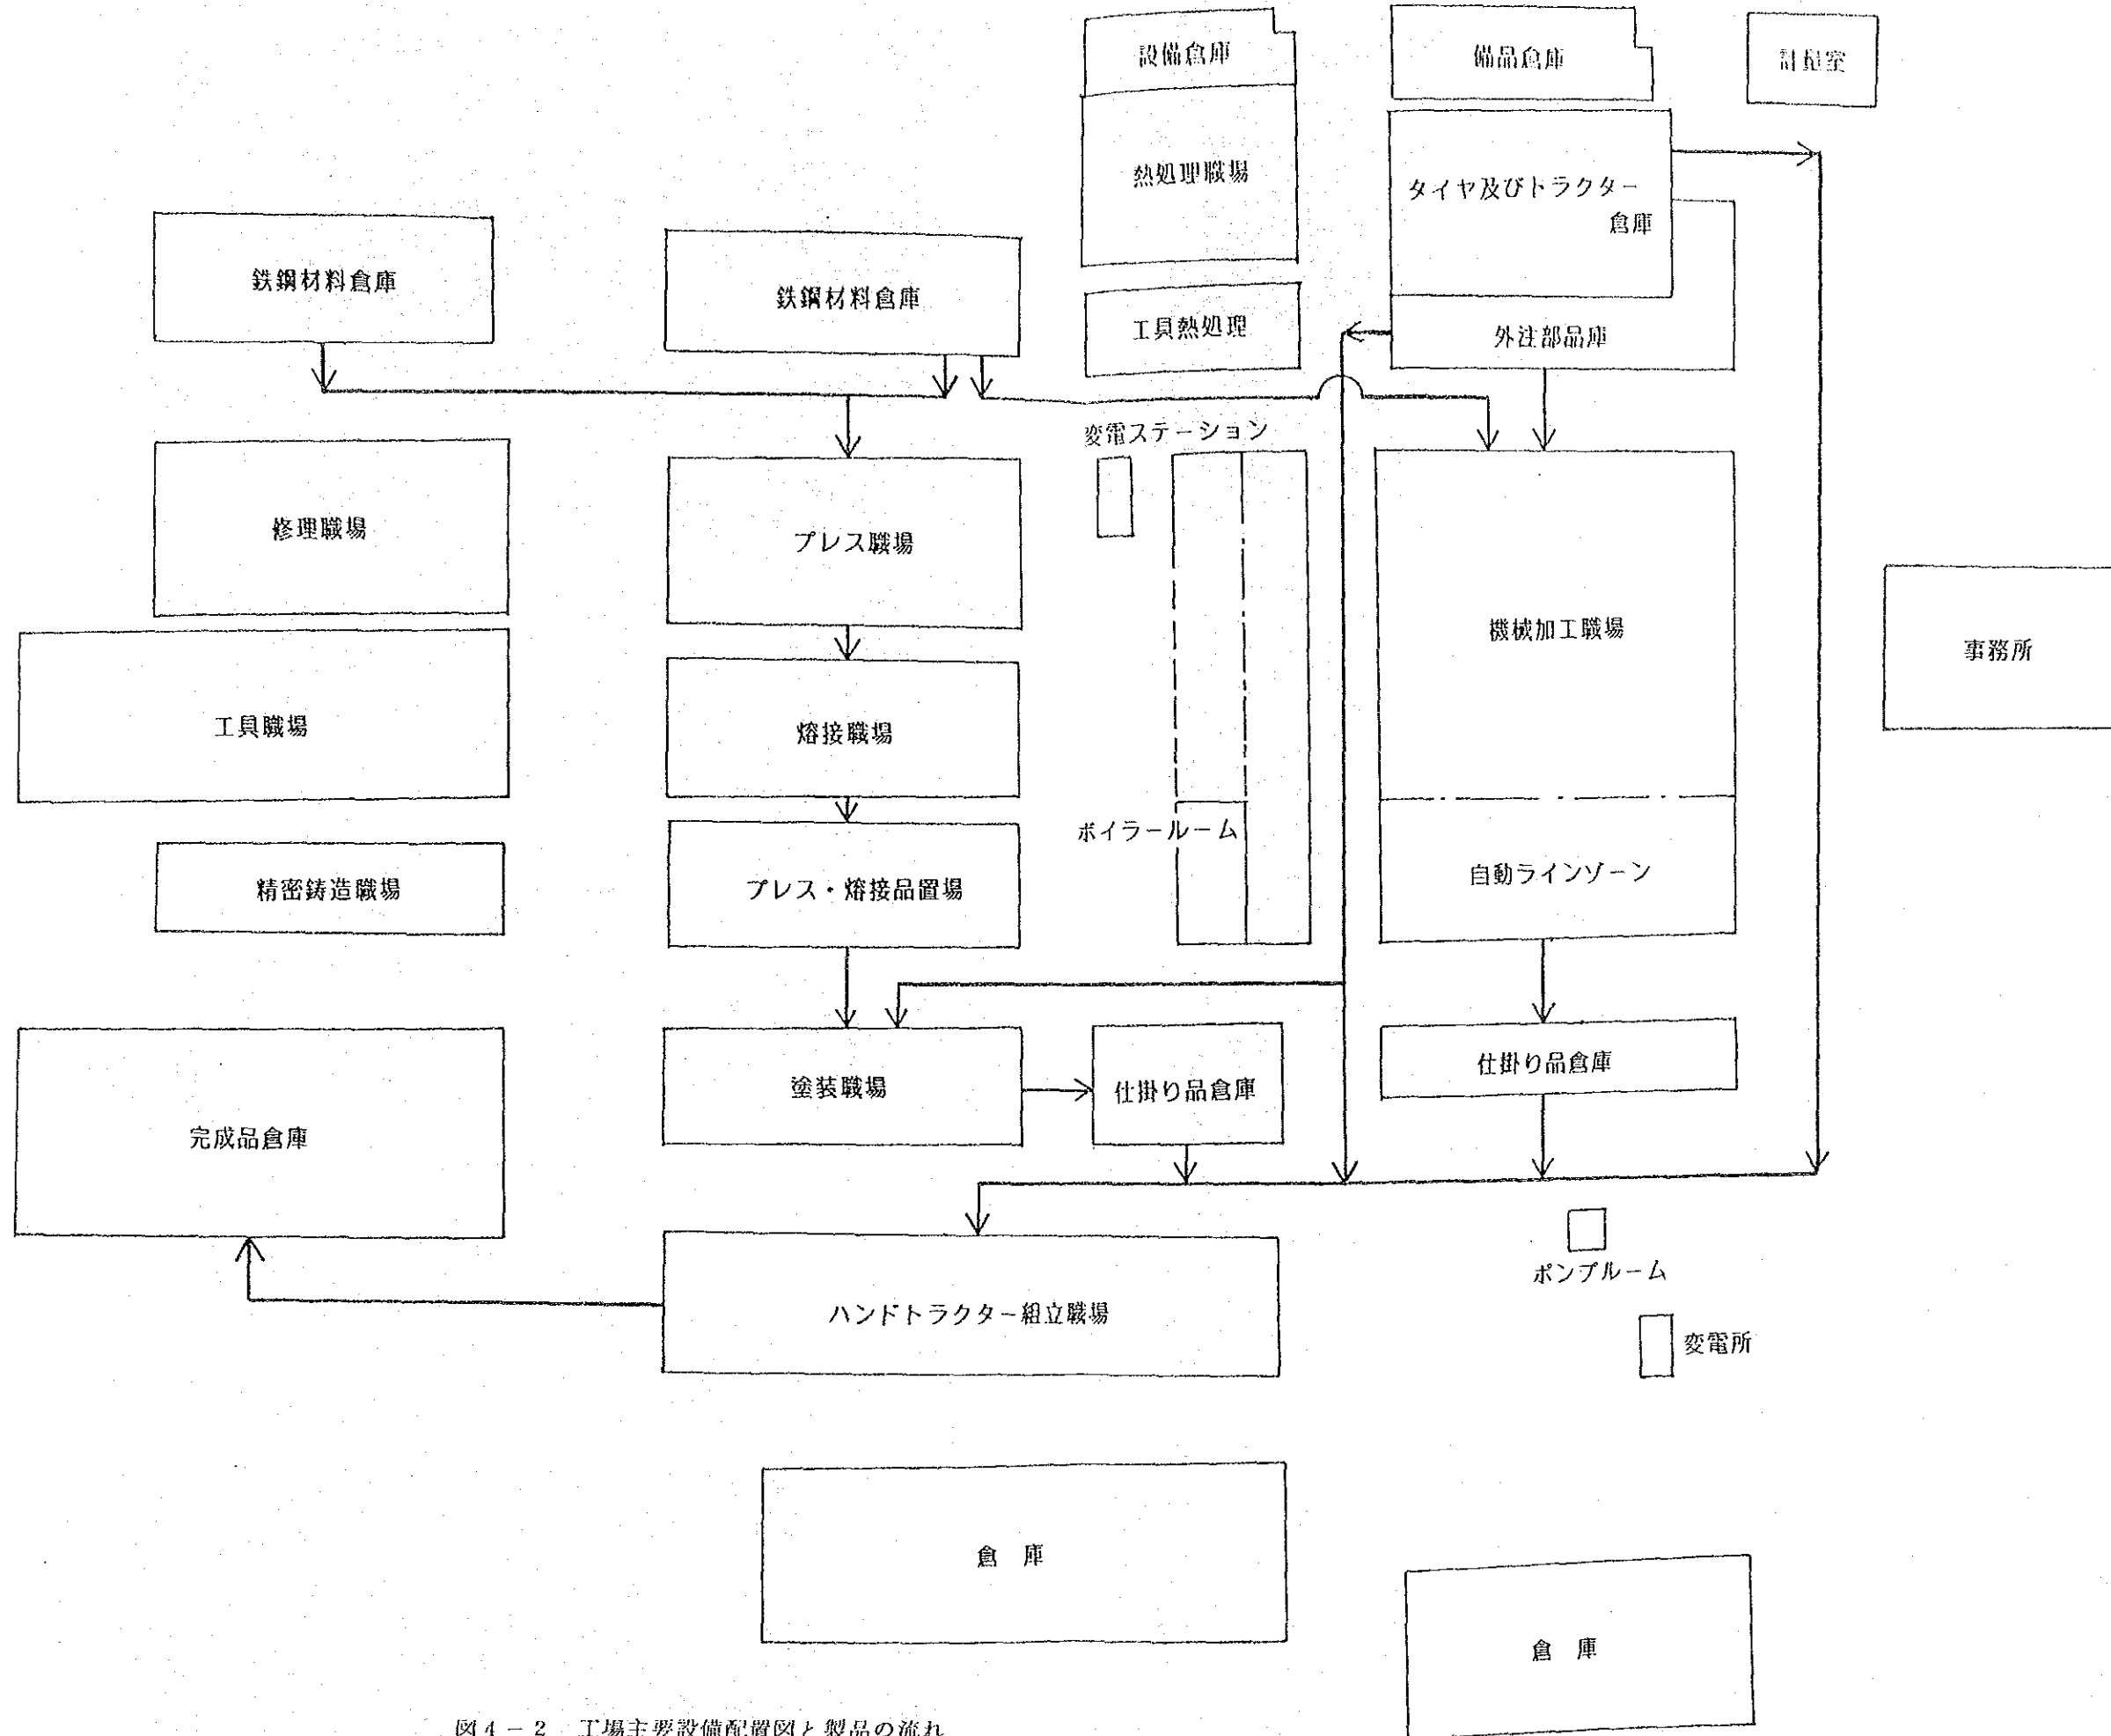 設備倉庫
備品倉庫
計量室
熱処理職場
タイヤ及びトラクター
倉庫
鉄鋼材料倉庫
鉄鋼材料倉庫
工具熱処理
外注部品庫
変電ステーション
修理職場
プレス職場
機械加工職場
事務所
工具職場
熔接職場
ボイラールーム
自動ラインゾーン
精密鋳造職場
プレス・熔接品置場
塗装職場
仕掛り品倉庫
仕掛り品倉庫
完成品倉庫
ポンプルーム
ハンドトラクター組立職場
変電所
倉 庫
倉 庫
図4-2 工場主要設備配置図と製品の流れ